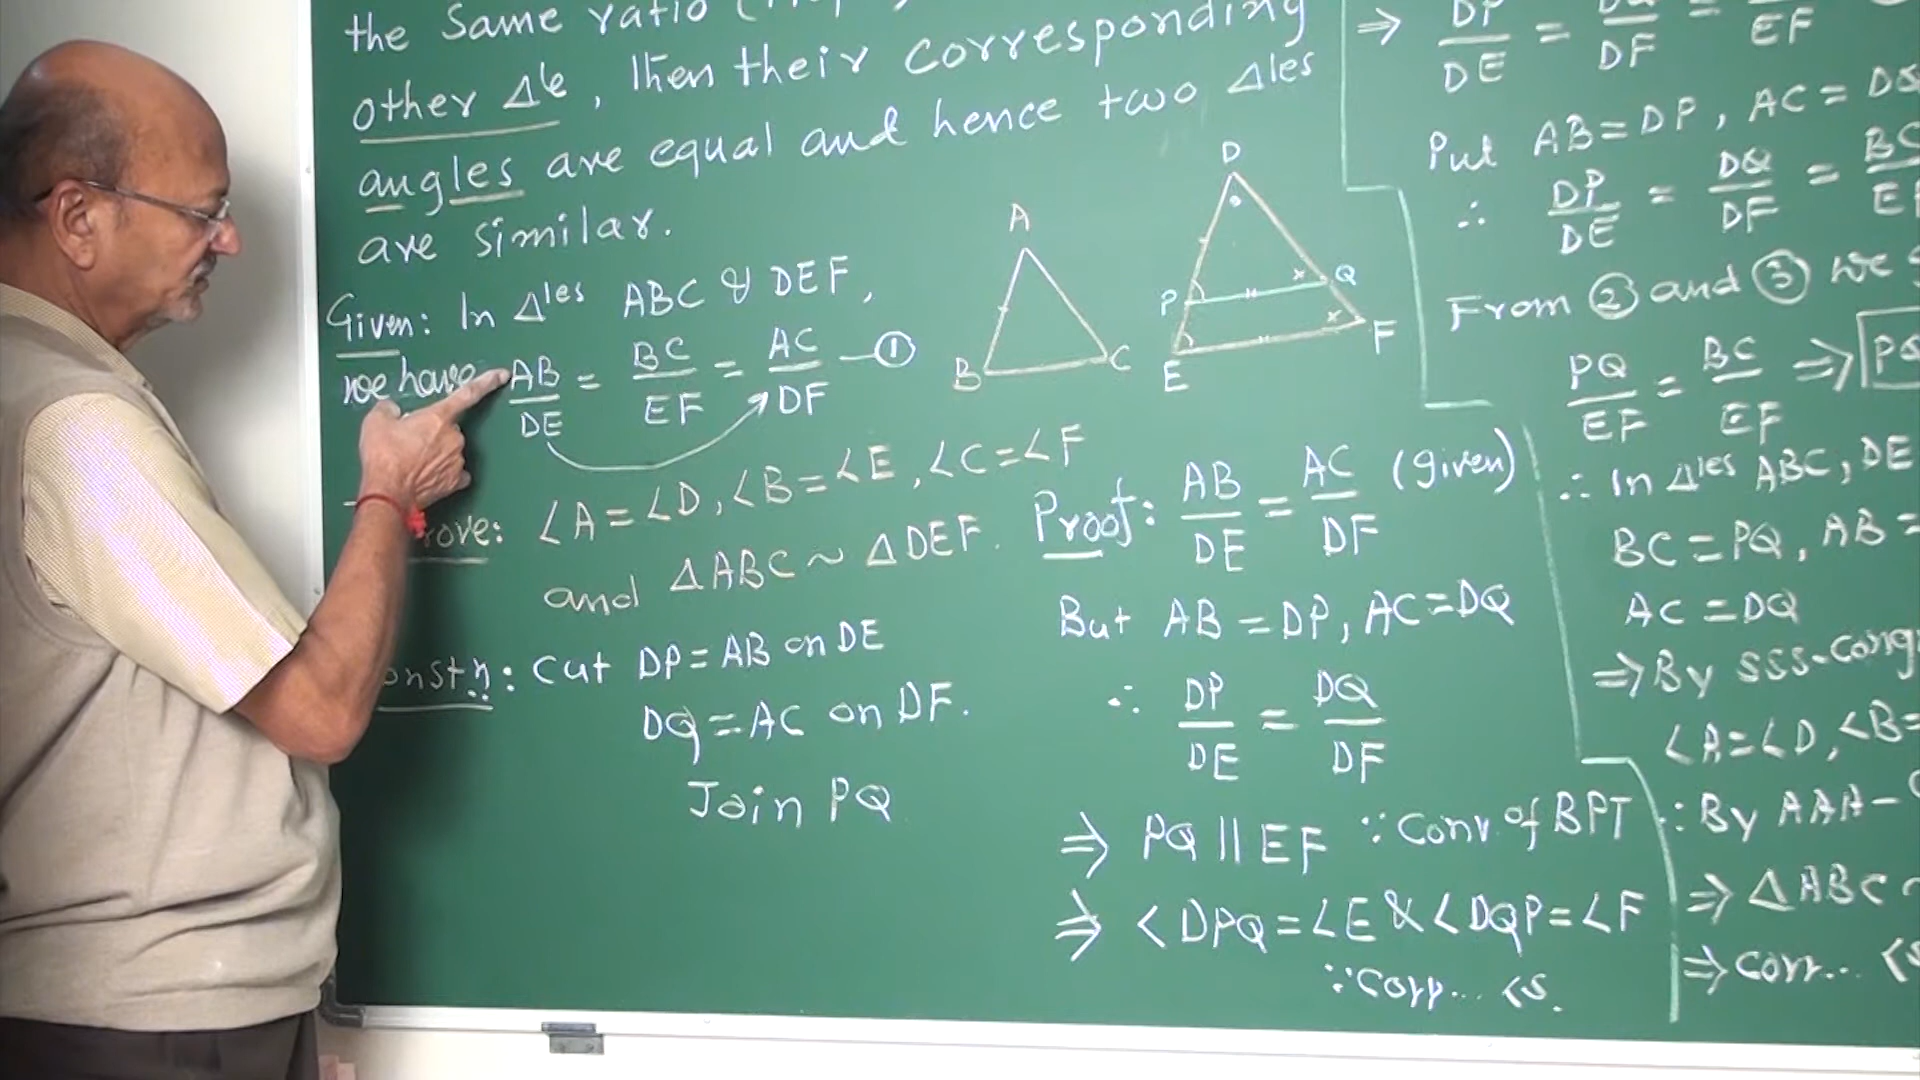 the Same ratio
other Δle, then their corresponding
angles are equal and hence two Δles
are similar.
Given: In Δles ABC & DEF,
we have AB/DE = BC/EF = AC/DF — ①
rove: ∠A=∠D, ∠B=∠E, ∠C=∠F
and ΔABC ~ ΔDEF.
onstn: Cut DP=AB on DE
DQ=AC on DF.
Join PQ
A
B
C
D
P
Q
E
F
Proof: AB/DE = AC/DF (given)
But AB=DP, AC=DQ
∴ DP/DE = DQ/DF
⇒ PQ || EF ∵ Conv. of BPT
⇒ ∠DPQ=∠E & ∠DQP=∠F
∵ Corr... ∠s.
⇒ DP/DE = /DF = /EF
Put AB=DP, AC=DQ
∴ DP/DE = DQ/DF = BC/EF
From ② and ③ we
PQ/EF = BC/EF ⇒ PQ
∴ In Δles ABC, DE
BC=PQ, AB=
AC=DQ
⇒ By SSS-Cong
∠A=∠D, ∠B=
∴ By AAA-
⇒ ΔABC ~
⇒ Corr... ∠s